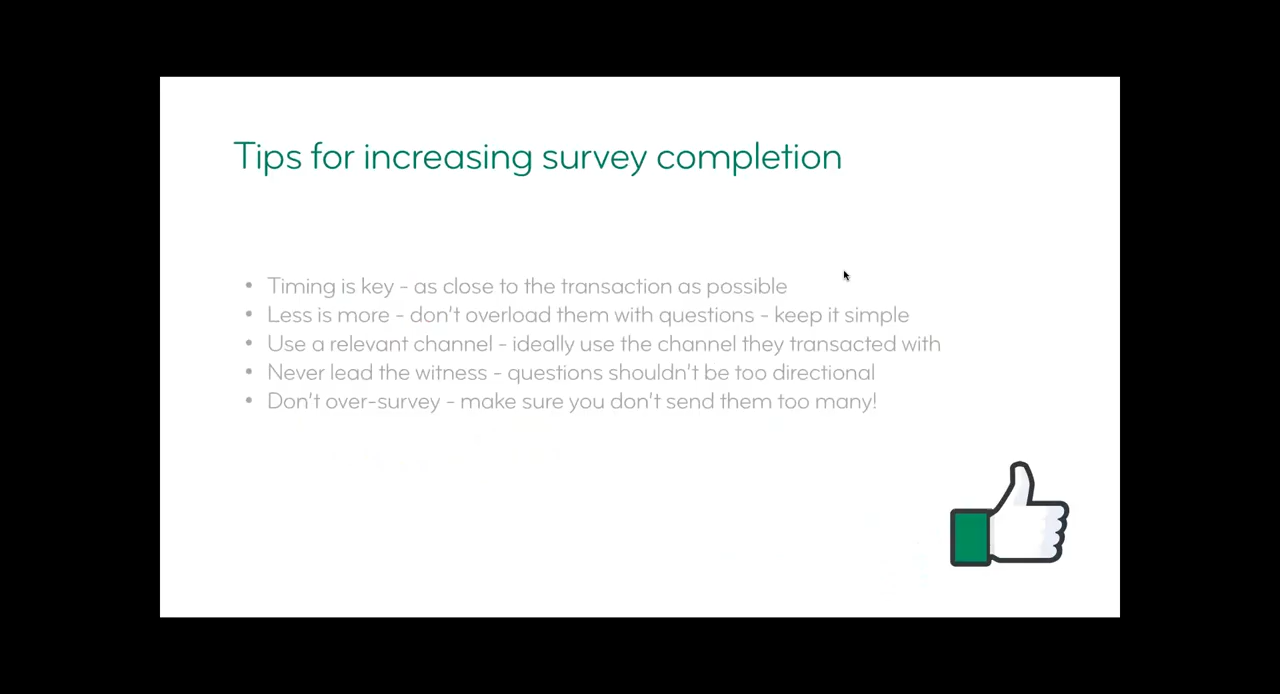 Tips for increasing survey completion
• Timing is key - as close to the transaction as possible
• Less is more - don't overload them with questions - keep it simple
• Use a relevant channel - ideally use the channel they transacted with
• Never lead the witness - questions shouldn't be too directional
• Don't over-survey - make sure you don't send them too many!